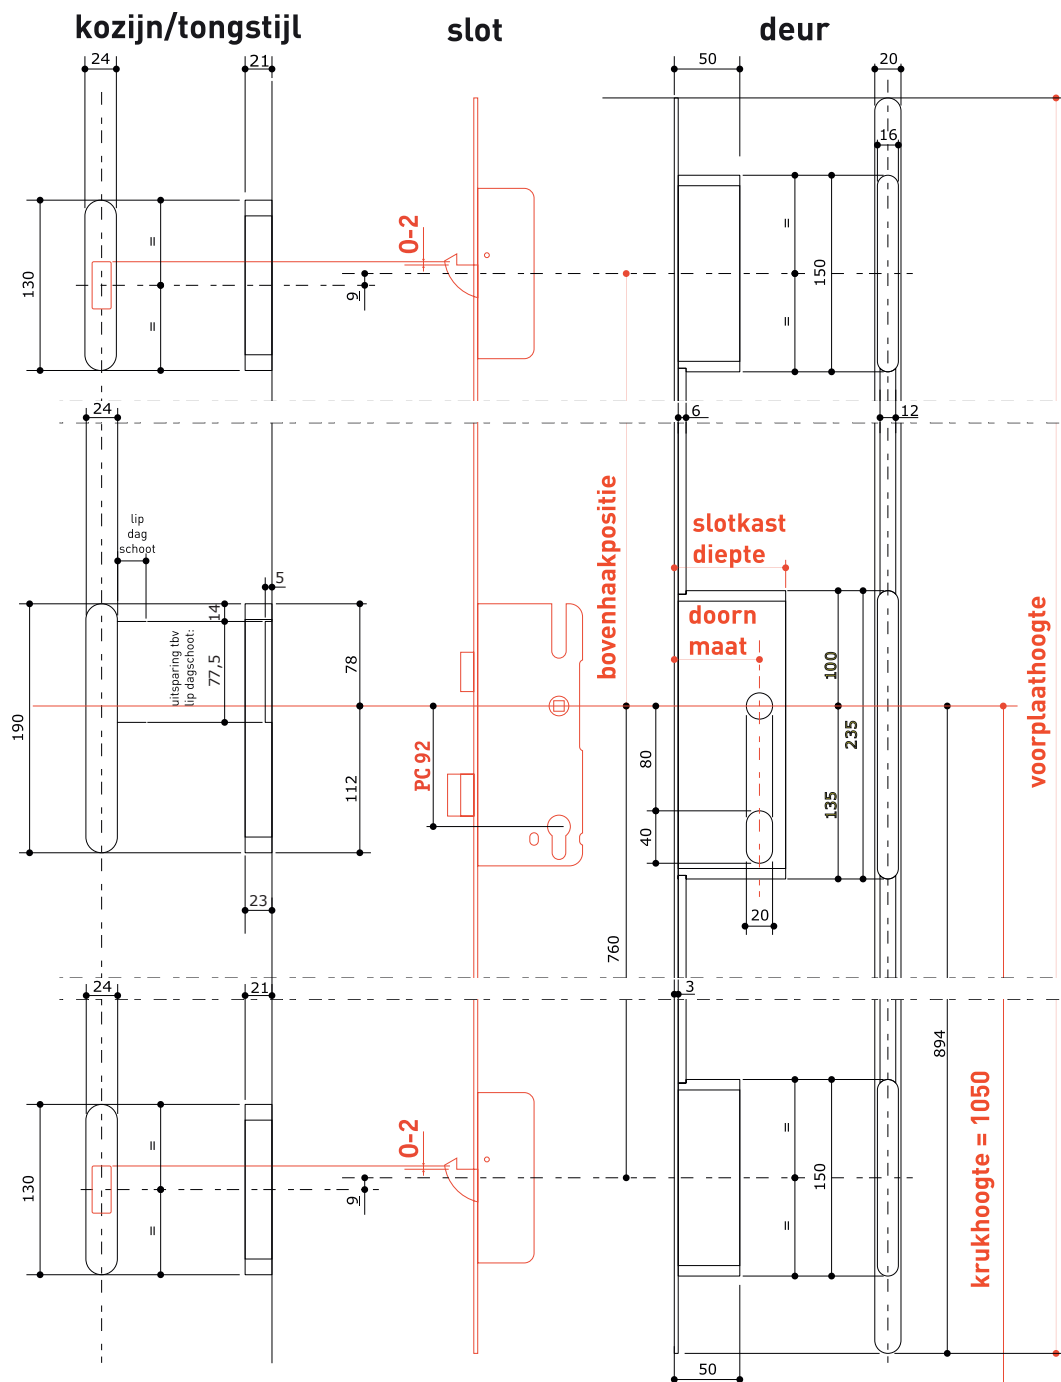 kozijn/tongstijl
slot
deur
24
21
50
20
16
O-2
=
130
9
=
=
150
=
24
6
12
lip
dag
schoot
5
14
uitsparing tbv
lip dagschoot:
77,5
78
190
112
23
PC 92
bovenhaakpositie
slotkast
diepte
doorn
maat
100
235
135
80
40
20
760
voorplaathoogte
24
21
3
894
O-2
=
130
9
=
=
150
=
krukhoogte = 1050
50